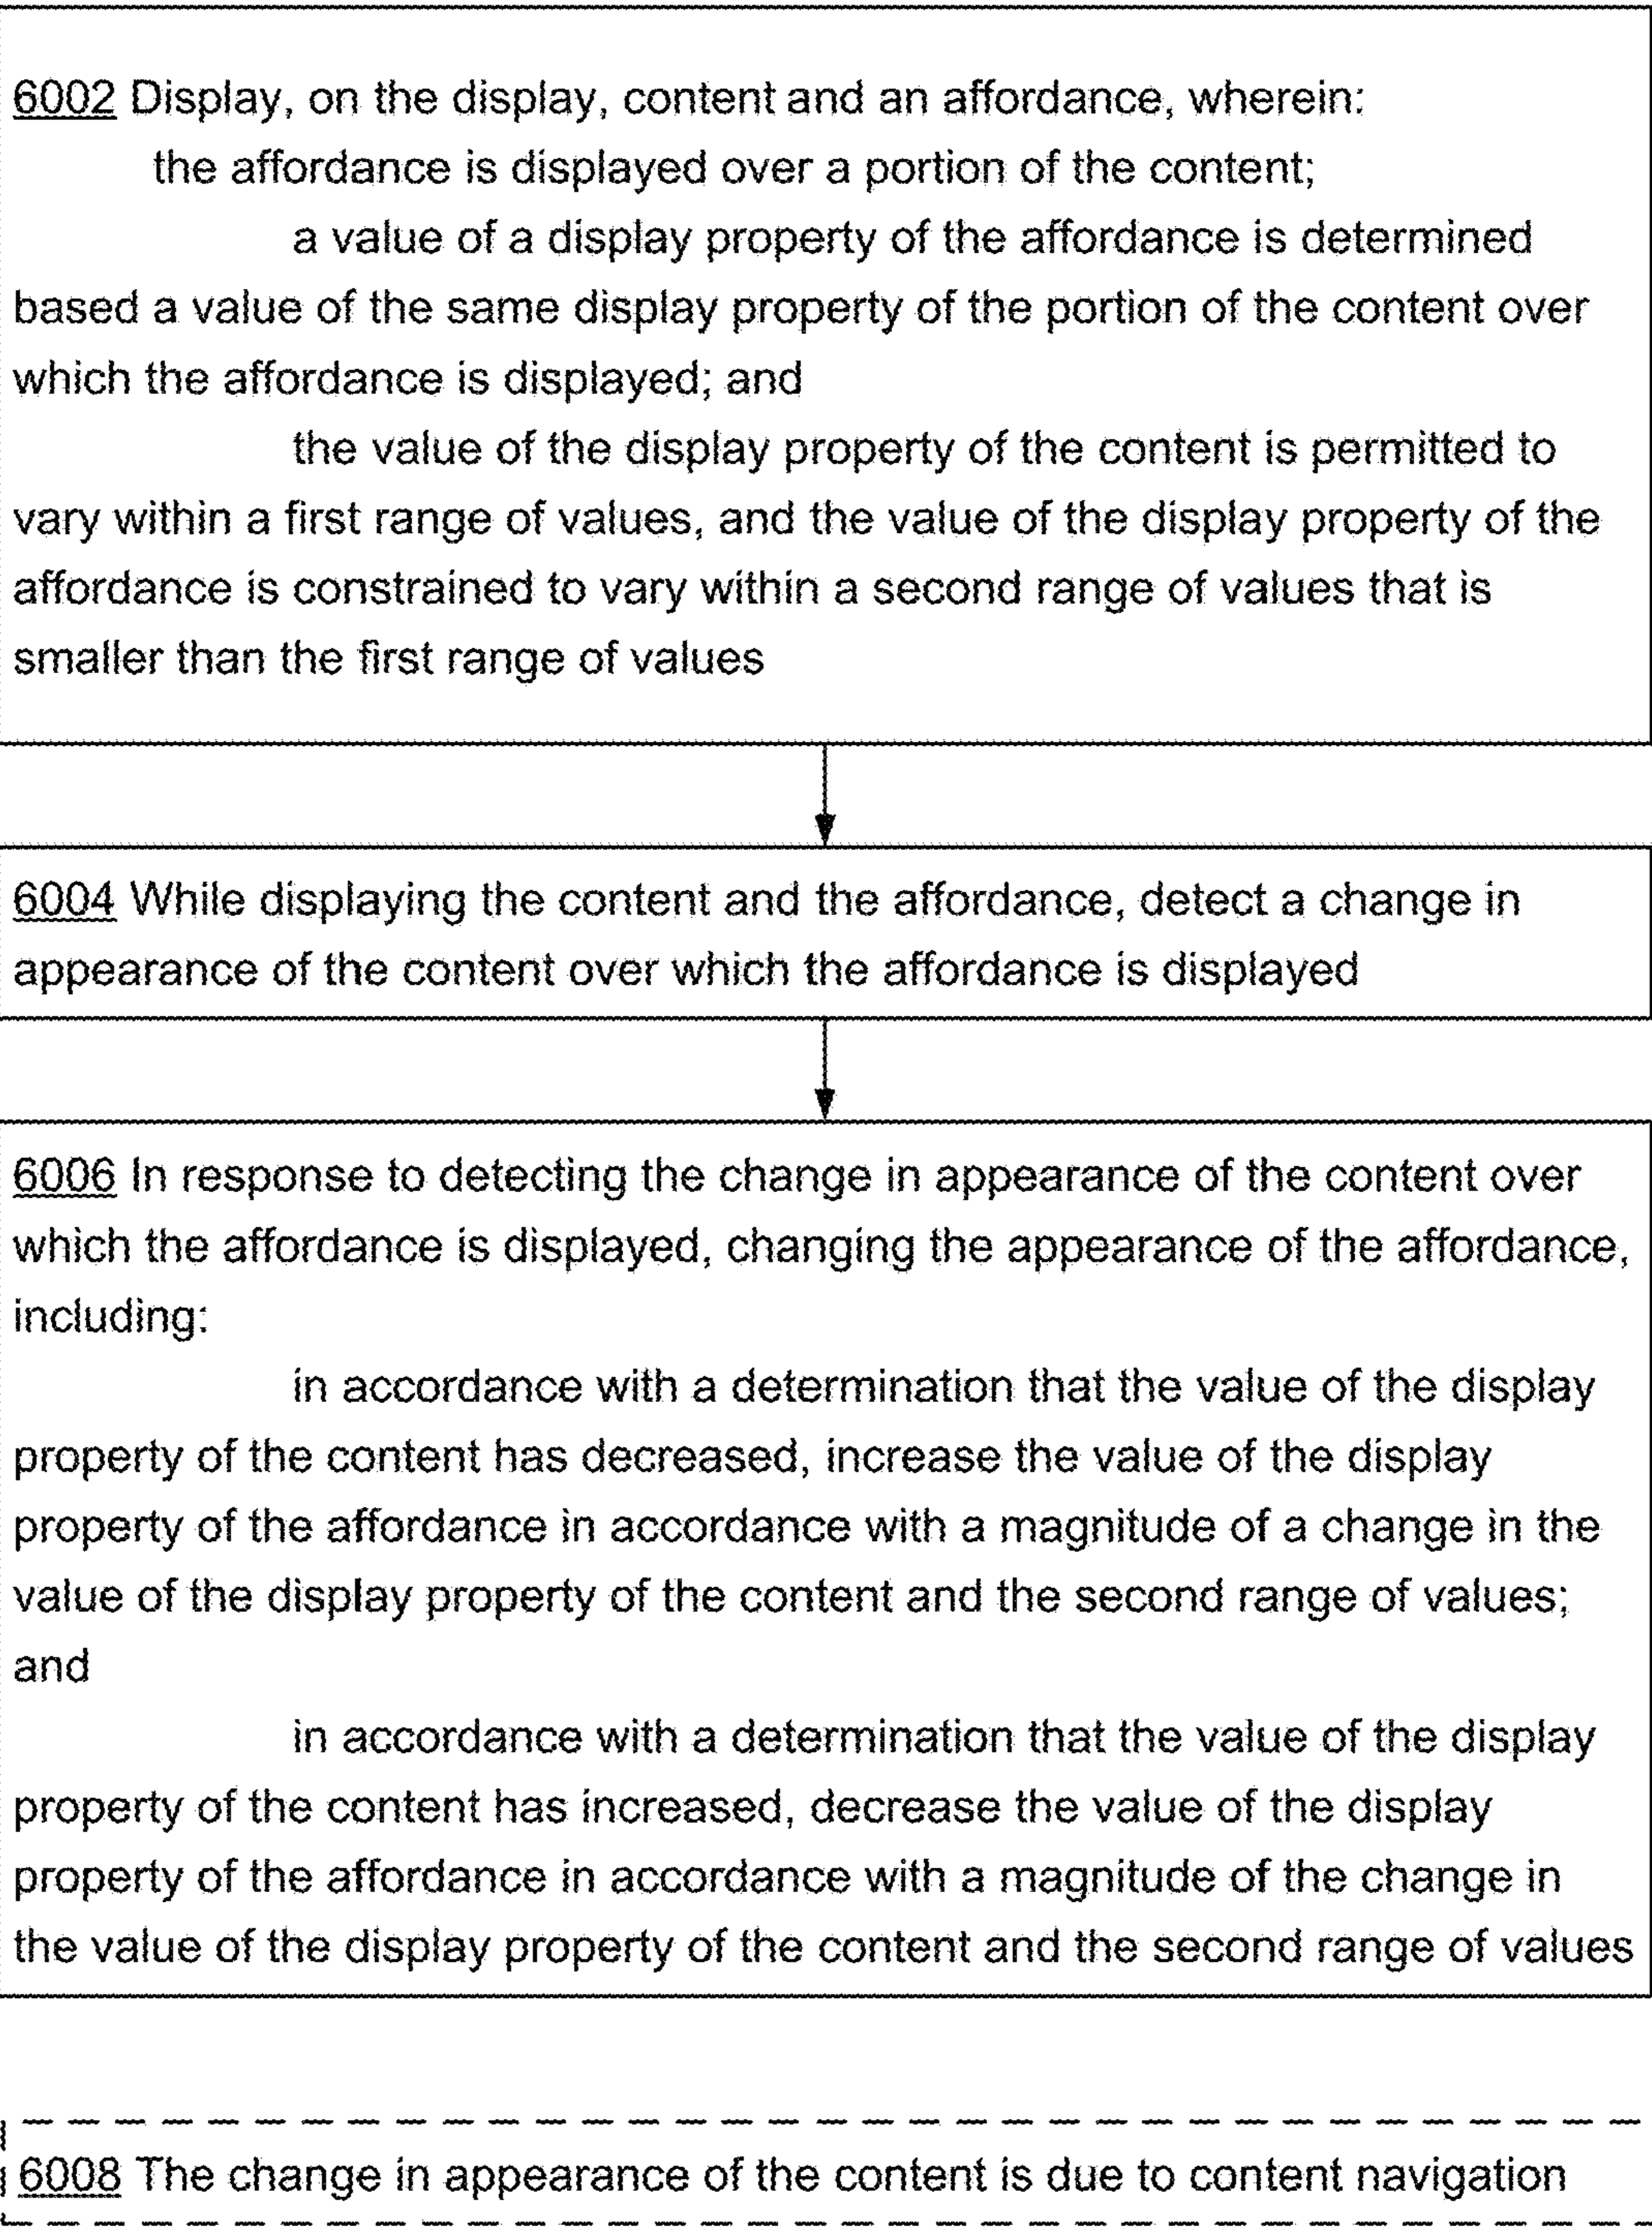 6002 Display, on the display, content and an affordance, wherein:
the affordance is displayed over a portion of the content;
a value of a display property of the affordance is determined
based a value of the same display property of the portion of the content over
which the affordance is displayed; and
the value of the display property of the content is permitted to
vary within a first range of values, and the value of the display property of the
affordance is constrained to vary within a second range of values that is
smaller than the first range of values
6004 While displaying the content and the affordance, detect a change in
appearance of the content over which the affordance is displayed
6006 In response to detecting the change in appearance of the content over
which the affordance is displayed, changing the appearance of the affordance,
including:
in accordance with a determination that the value of the display
property of the content has decreased, increase the value of the display
property of the affordance in accordance with a magnitude of a change in the
value of the display property of the content and the second range of values;
and
in accordance with a determination that the value of the display
property of the content has increased, decrease the value of the display
property of the affordance in accordance with a magnitude of the change in
the value of the display property of the content and the second range of values
6008 The change in appearance of the content is due to content navigation